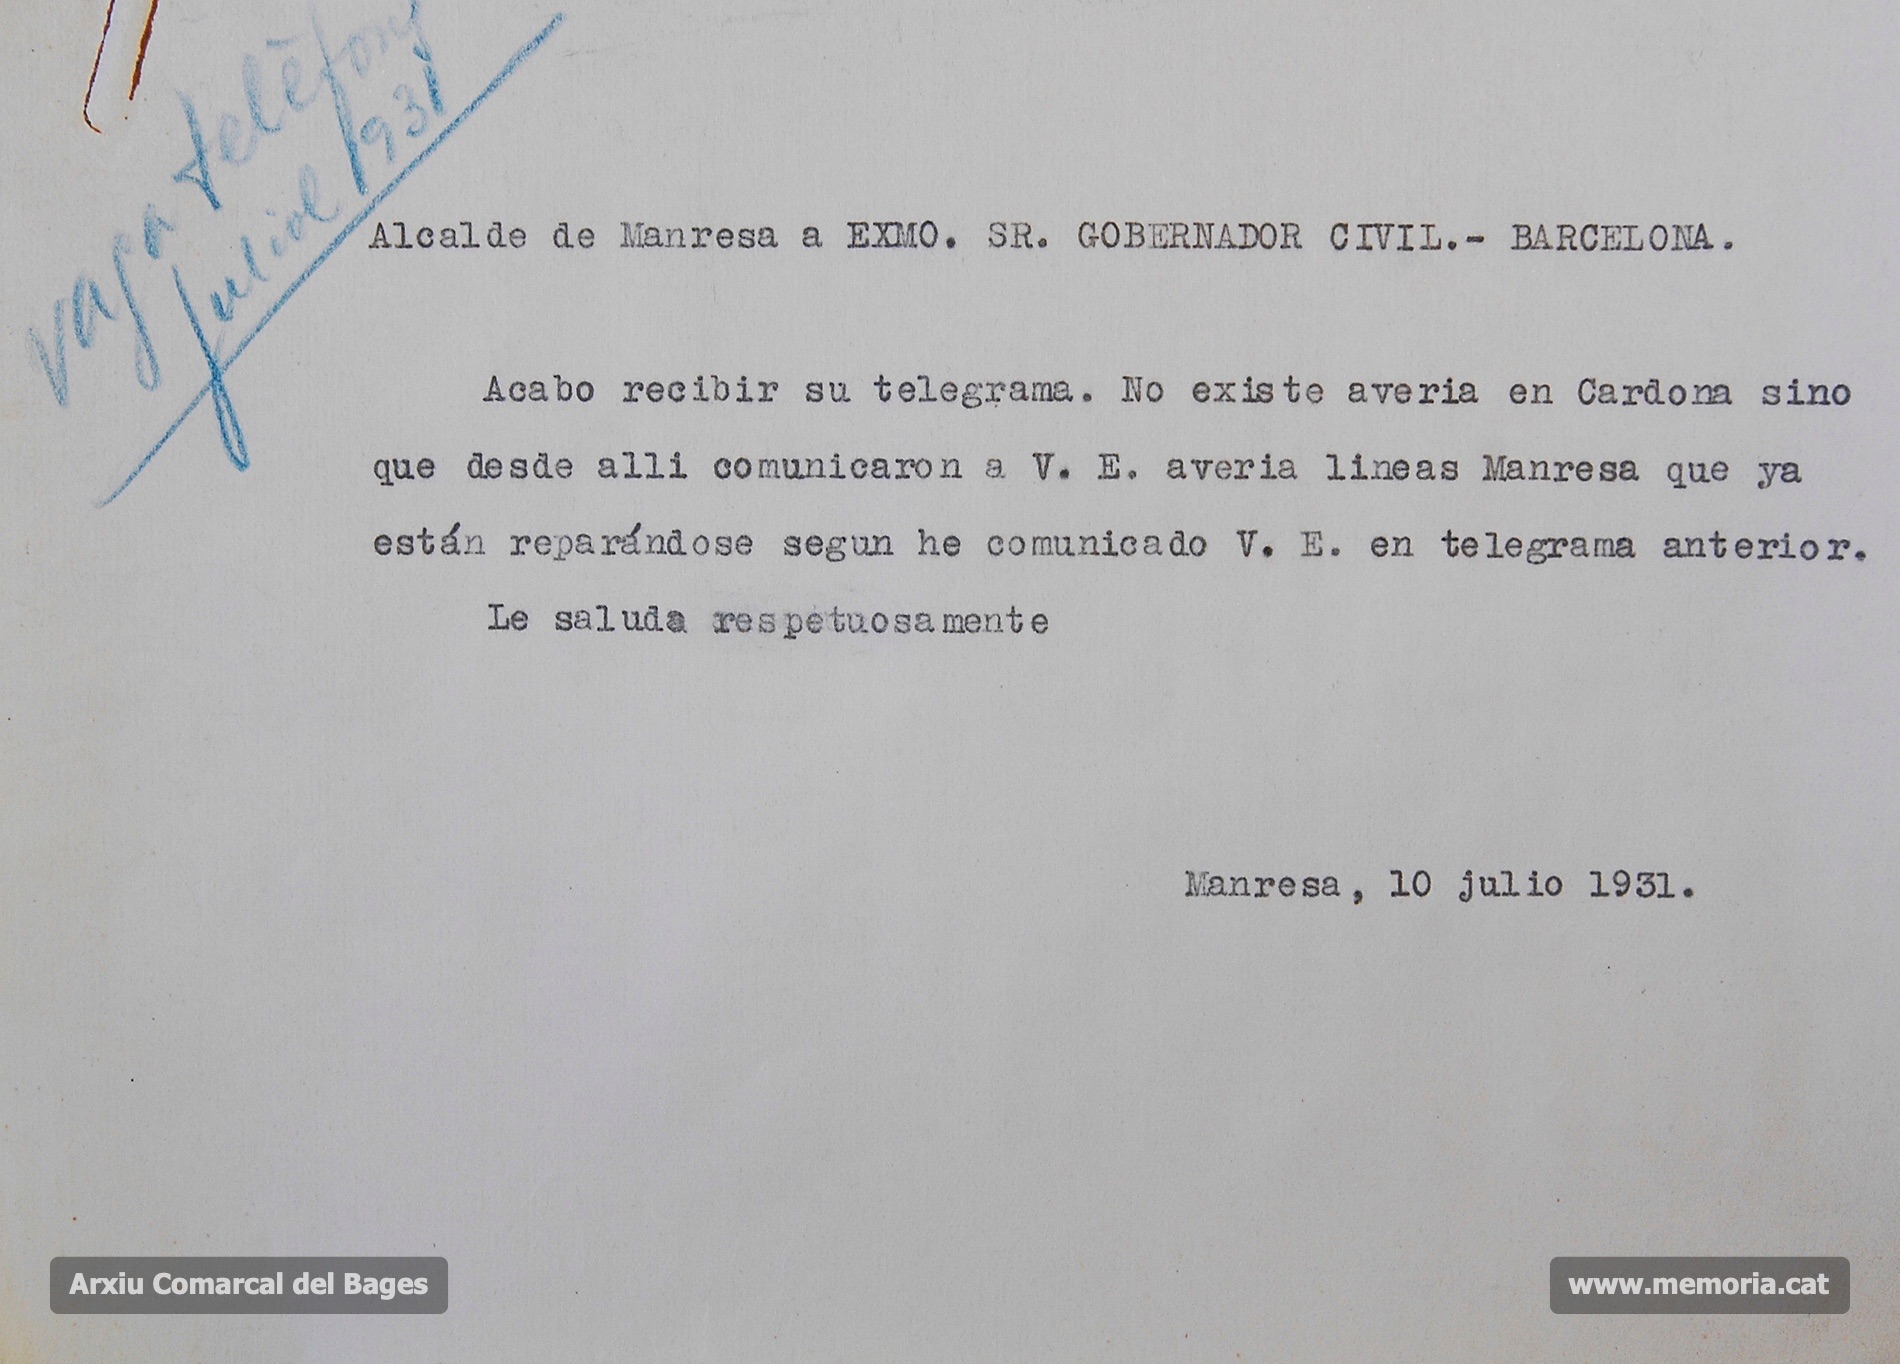 vaga telèfons
juliol 1931
Alcalde de Manresa a EXMO. SR. GOBERNADOR CIVIL.- BARCELONA.
Acabo recibir su telegrama. No existe averia en Cardona sino
que desde alli comunicaron a V. E. averia lineas Manresa que ya
están reparándose segun he comunicado V. E. en telegrama anterior.
Le saluda respetuosamente
Manresa, 10 julio 1931.
Arxiu Comarcal del Bages
www.memoria.cat